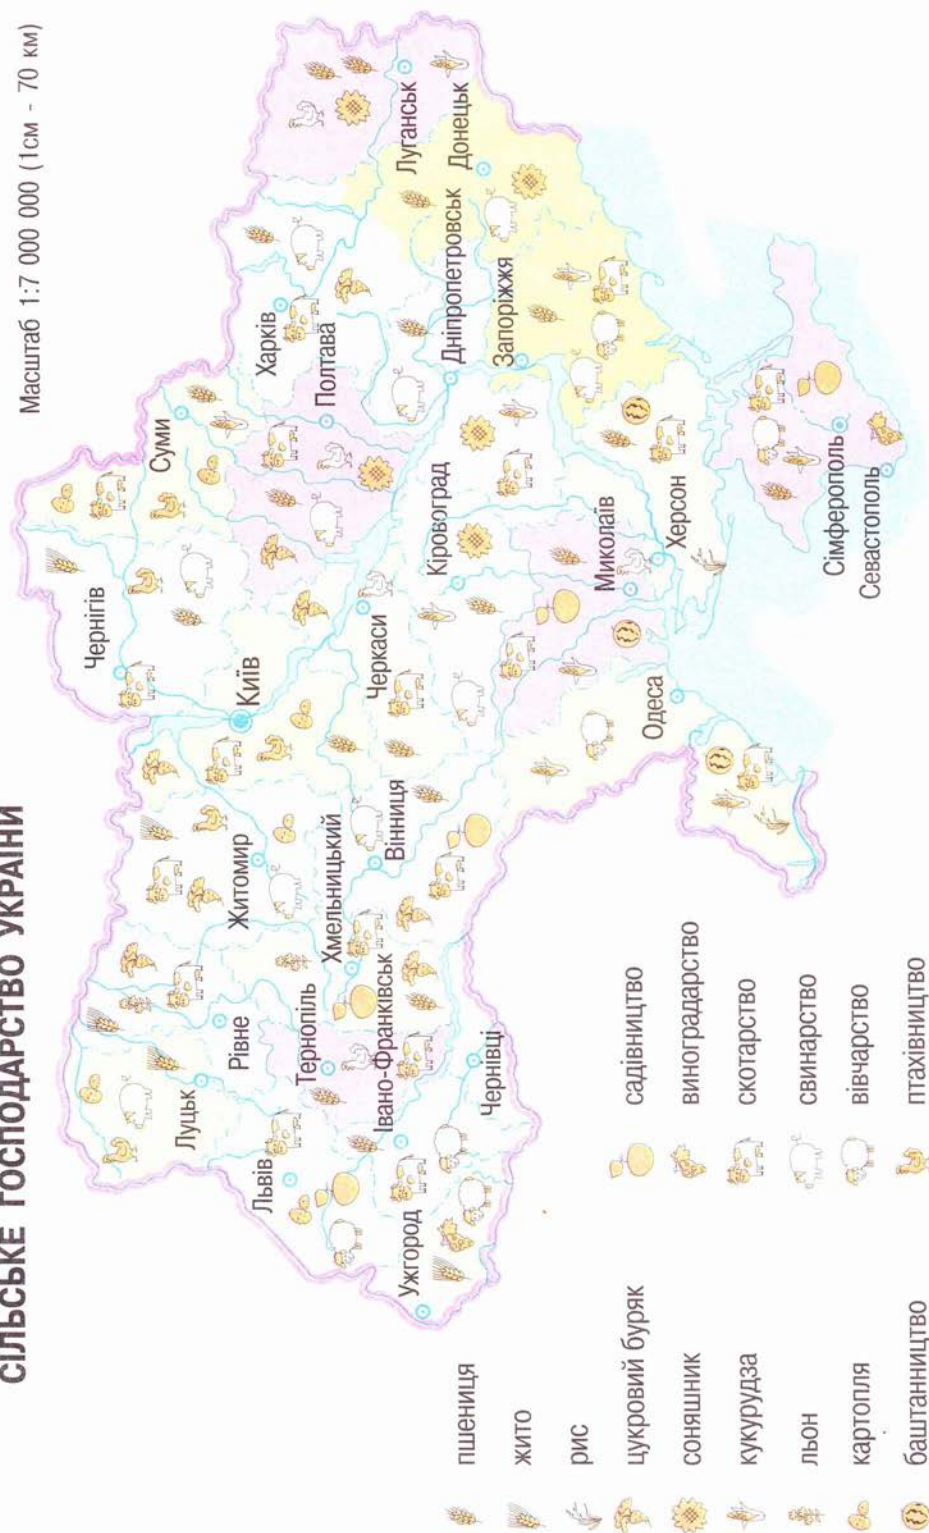 СІЛЬСЬКЕ ГОСПОДАРСТВО УКРАЇНИ
Масштаб 1:7 000 000 (1см - 70 км)
Чернігів
Суми
Луцьк
Рівне
Житомир
Київ
Харків
Полтава
Львів
Тернопіль
Хмельницький
Вінниця
Черкаси
Луганськ
Ужгород
Івано-Франківськ
Чернівці
Кіровоград
Дніпропетровськ
Донецьк
Запоріжжя
Миколаїв
Одеса
Херсон
Сімферополь
Севастополь
пшениця
жито
рис
цукровий буряк
соняшник
кукурудза
льон
картопля
баштанництво
садівництво
виноградарство
скотарство
свинарство
вівчарство
птахівництво